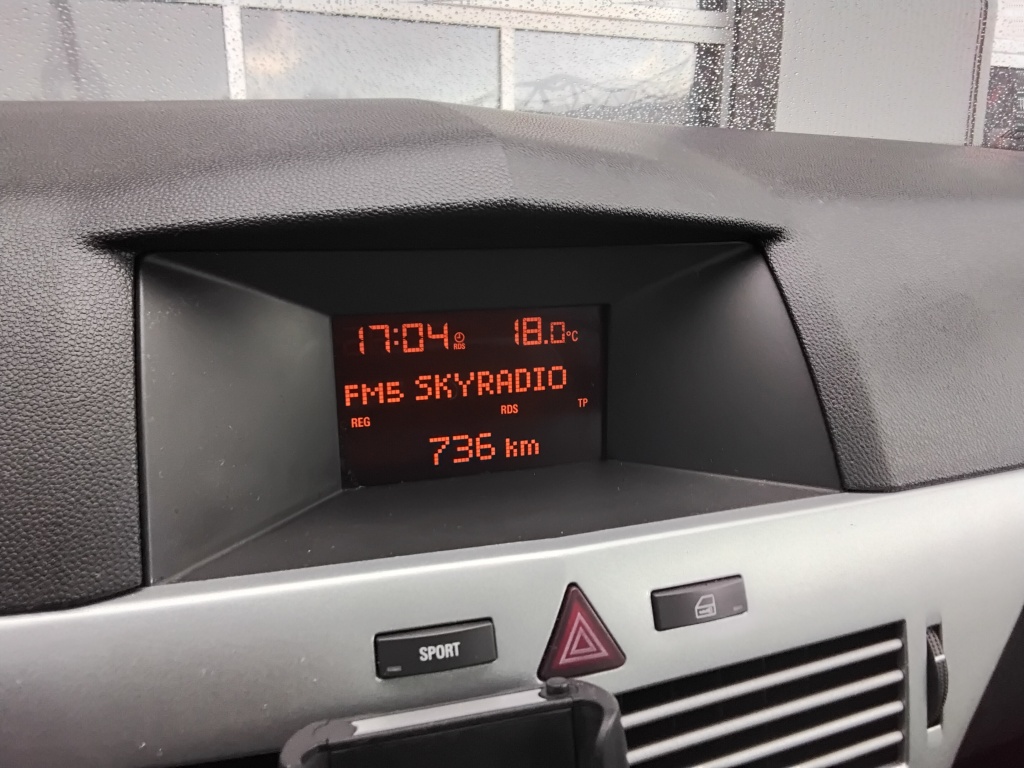 17:04 RDS 18.0°C
FM5 SKYRADIO
REG RDS TP
736 km
SPORT